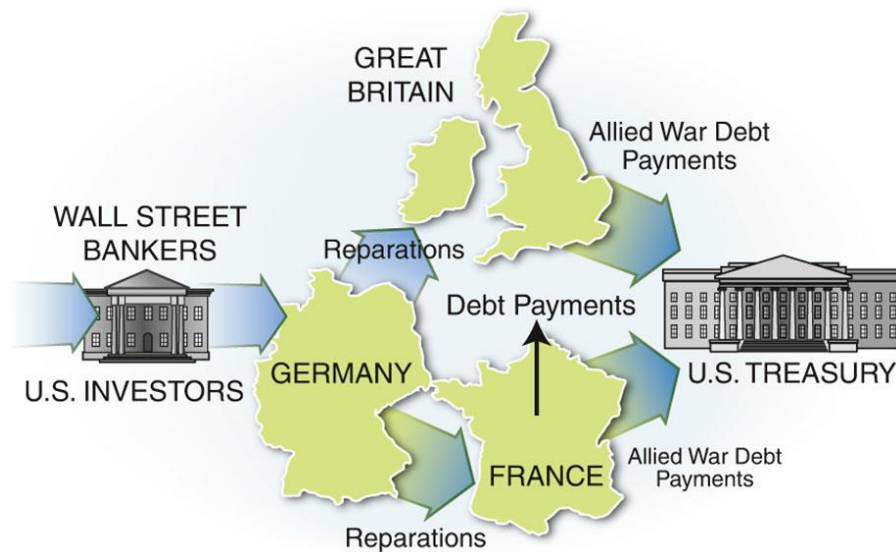 GREAT
BRITAIN
Allied War Debt
Payments
WALL STREET
BANKERS
Reparations
Debt Payments
GERMANY
U.S. INVESTORS
U.S. TREASURY
FRANCE
Allied War Debt
Payments
Reparations